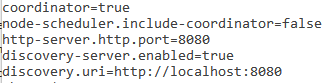 coordinator=true
node-scheduler.include-coordinator=false
http-server.http.port=8080
discovery-server.enabled=true
discovery.uri=http://localhost:8080